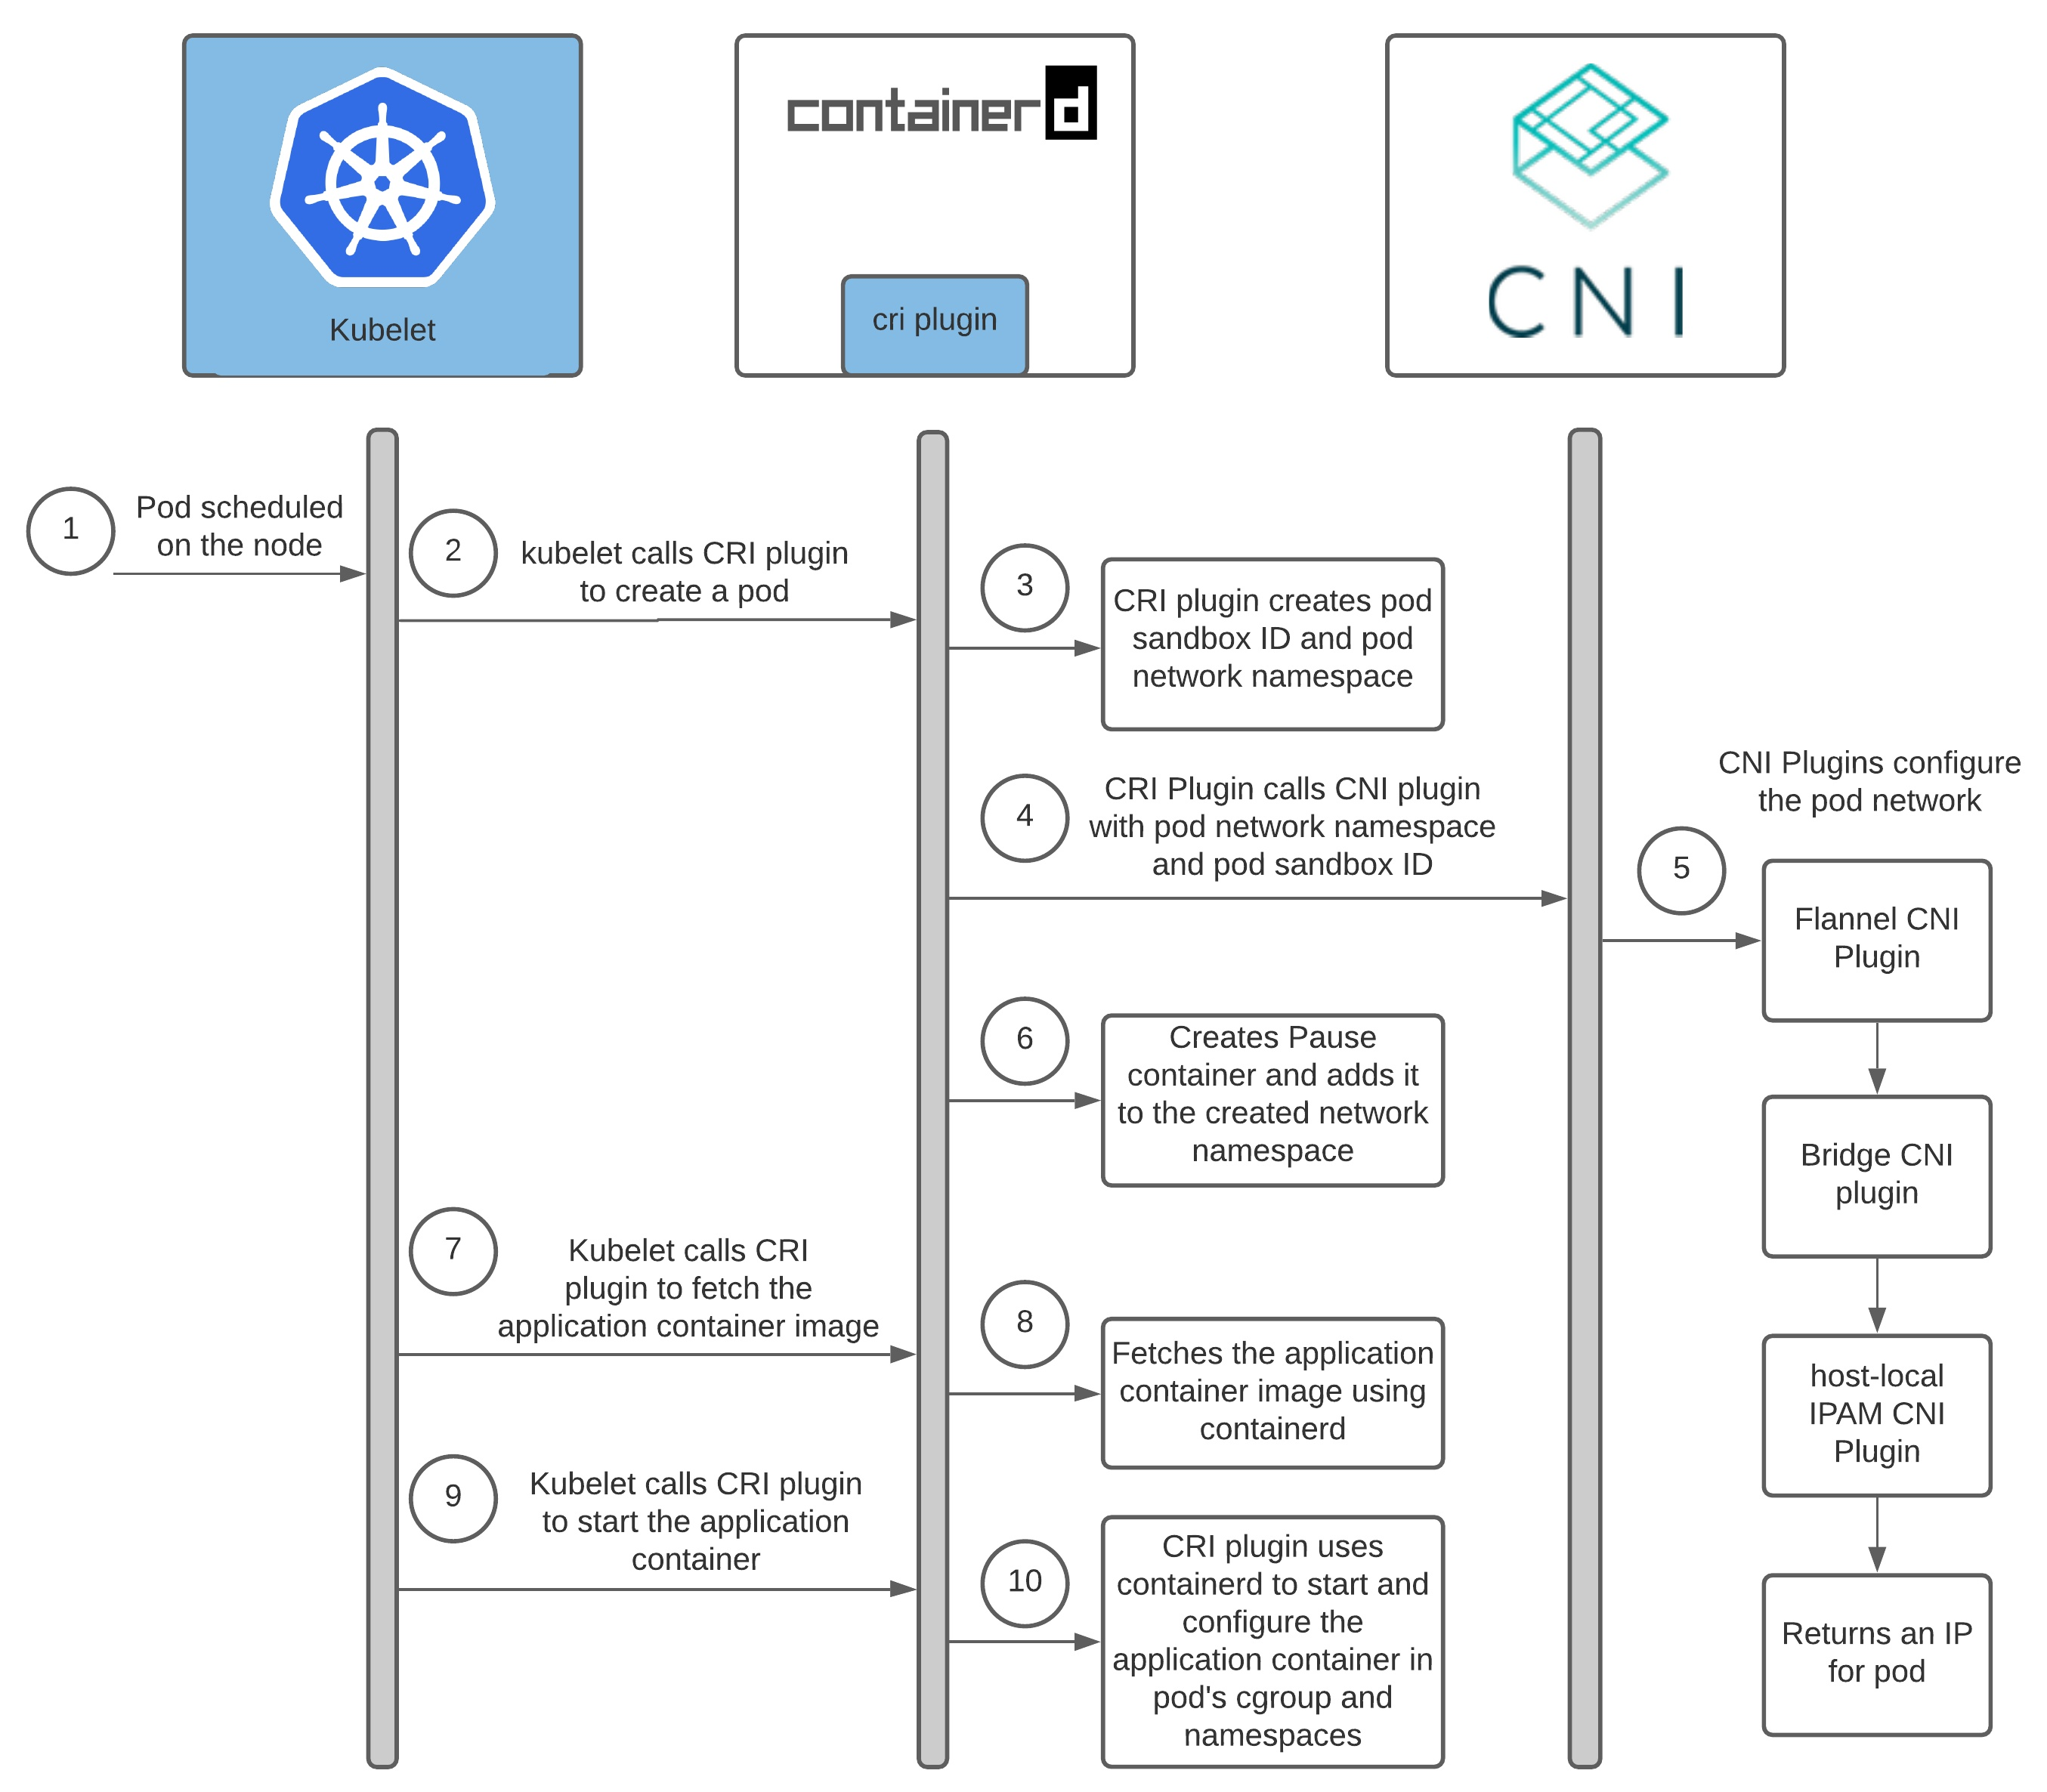 containerd
CNI
Kubelet
cri plugin
1
Pod scheduled
on the node
2
kubelet calls CRI plugin
to create a pod
3
CRI plugin creates pod
sandbox ID and pod
network namespace
4
CRI Plugin calls CNI plugin
with pod network namespace
and pod sandbox ID
CNI Plugins configure
the pod network
5
Flannel CNI
Plugin
Bridge CNI
plugin
host-local
IPAM CNI
Plugin
Returns an IP
for pod
6
Creates Pause
container and adds it
to the created network
namespace
7
Kubelet calls CRI
plugin to fetch the
application container image
8
Fetches the application
container image using
containerd
9
Kubelet calls CRI plugin
to start the application
container
10
CRI plugin uses
containerd to start and
configure the
application container in
pod's cgroup and
namespaces